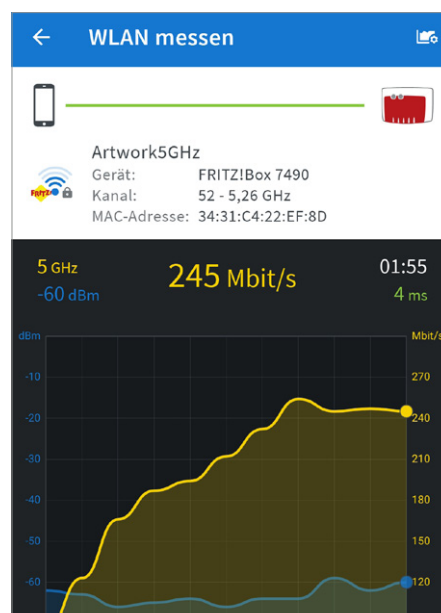 WLAN messen
Artwork5GHz
Gerät: FRITZ!Box 7490
Kanal: 52 - 5,26 GHz
MAC-Adresse: 34:31:C4:22:EF:8D
FRITZ!
5 GHz
-60 dBm
245 Mbit/s
01:55
4 ms
dBm Mbit/s
-10 270
-20 240
-30 210
-40 180
-50 150
-60 120